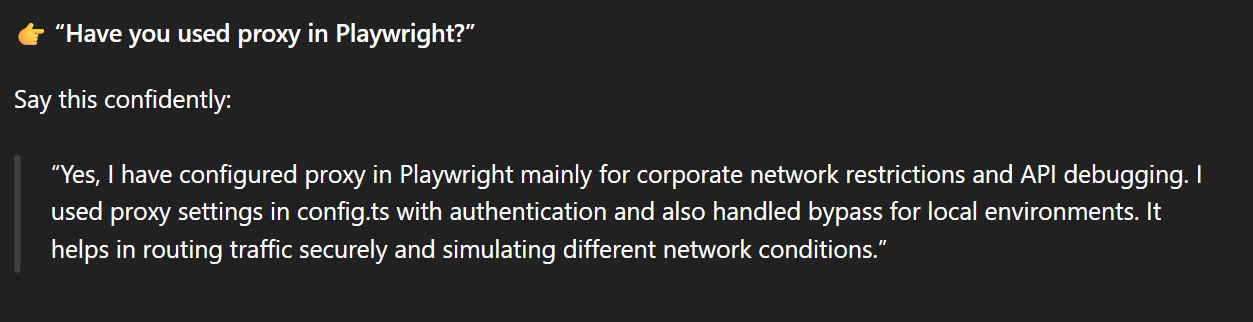 👉 “Have you used proxy in Playwright?”
Say this confidently:
“Yes, I have configured proxy in Playwright mainly for corporate network restrictions and API debugging. I
used proxy settings in config.ts with authentication and also handled bypass for local environments. It
helps in routing traffic securely and simulating different network conditions.”